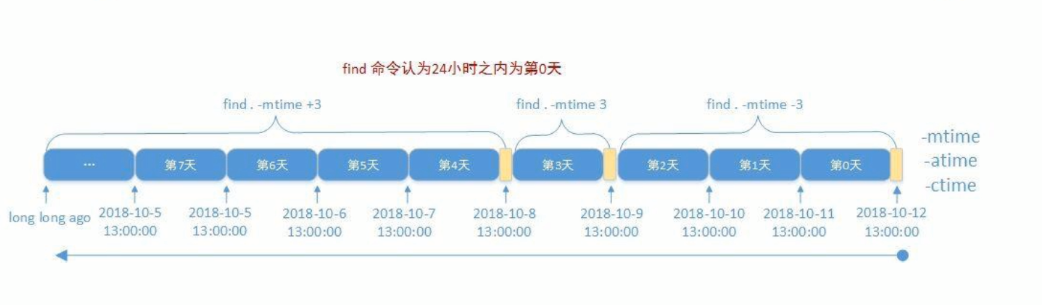 find 命令认为24小时之内为第0天
find . -mtime +3
find . -mtime 3
find . -mtime -3
...
第7天
第6天
第5天
第4天
第3天
第2天
第1天
第0天
-mtime
-atime
-ctime
long long ago
2018-10-5
13:00:00
2018-10-5
13:00:00
2018-10-6
13:00:00
2018-10-7
13:00:00
2018-10-8
13:00:00
2018-10-9
13:00:00
2018-10-10
13:00:00
2018-10-11
13:00:00
2018-10-12
13:00:00